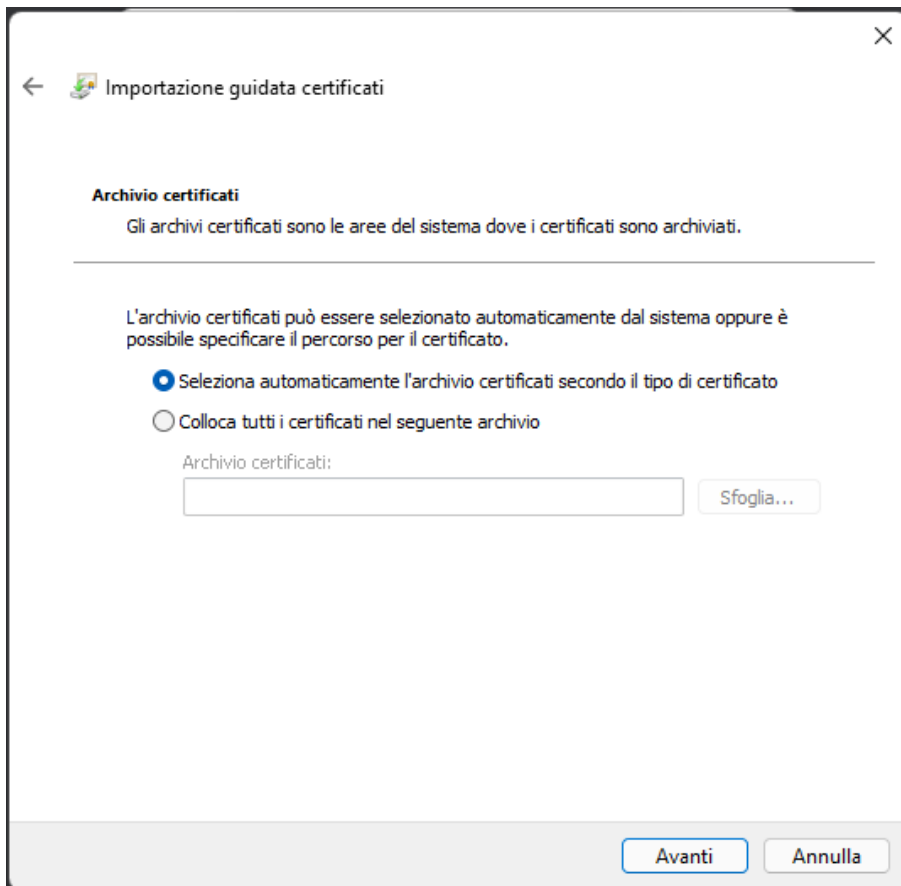 Importazione guidata certificati
Archivio certificati
Gli archivi certificati sono le aree del sistema dove i certificati sono archiviati.
L'archivio certificati può essere selezionato automaticamente dal sistema oppure è
possibile specificare il percorso per il certificato.
Seleziona automaticamente l'archivio certificati secondo il tipo di certificato
Colloca tutti i certificati nel seguente archivio
Archivio certificati:
Sfoglia...
Avanti
Annulla